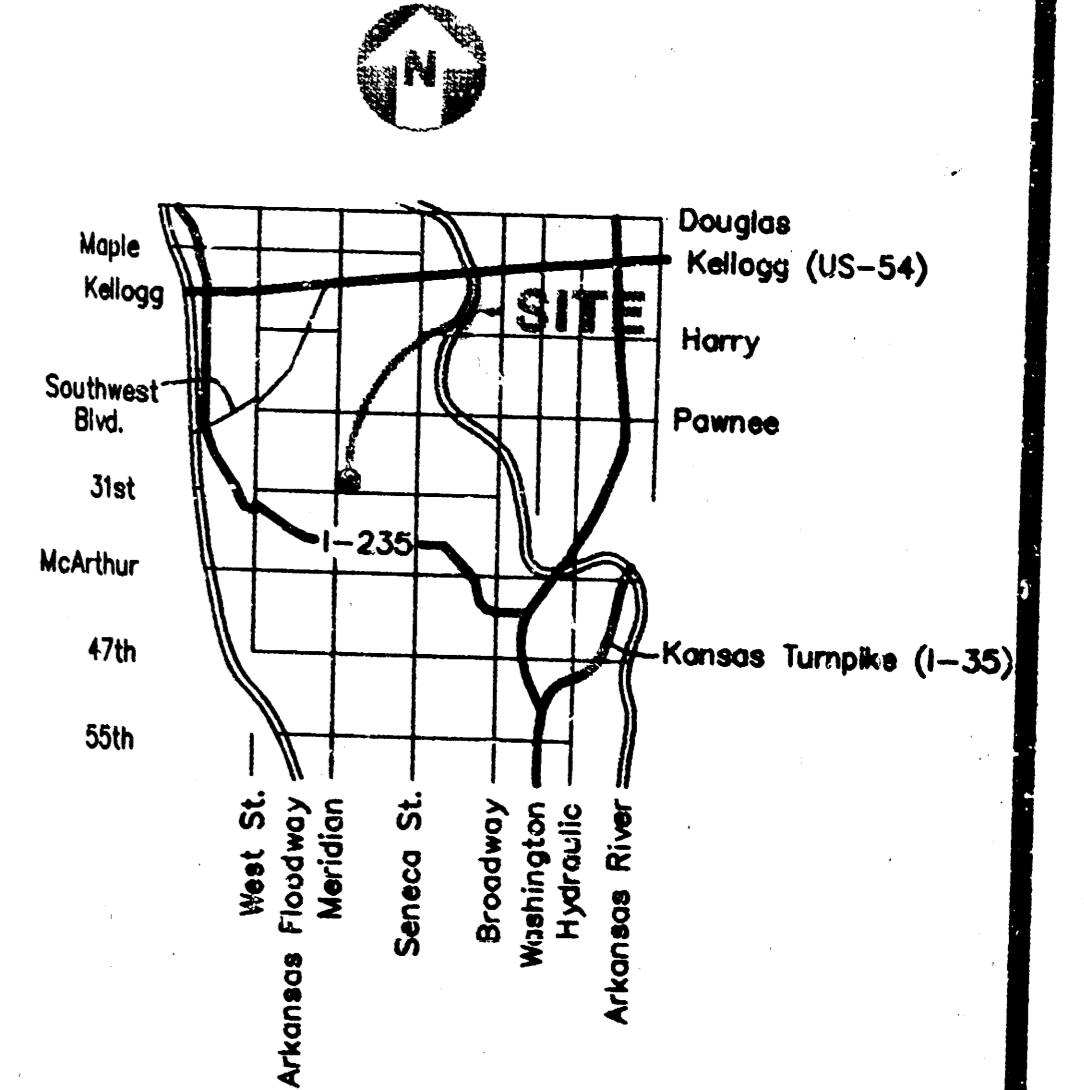 N
Douglas
Maple
Kellogg (US-54)
Kellogg
SITE
Harry
Southwest
Blvd.
Pawnee
31st
I-235
McArthur
47th
Kansas Turnpike (I-35)
55th
West St.
Arkansas Floodway
Meridian
Seneca St.
Broadway
Washington
Hydraulic
Arkansas River